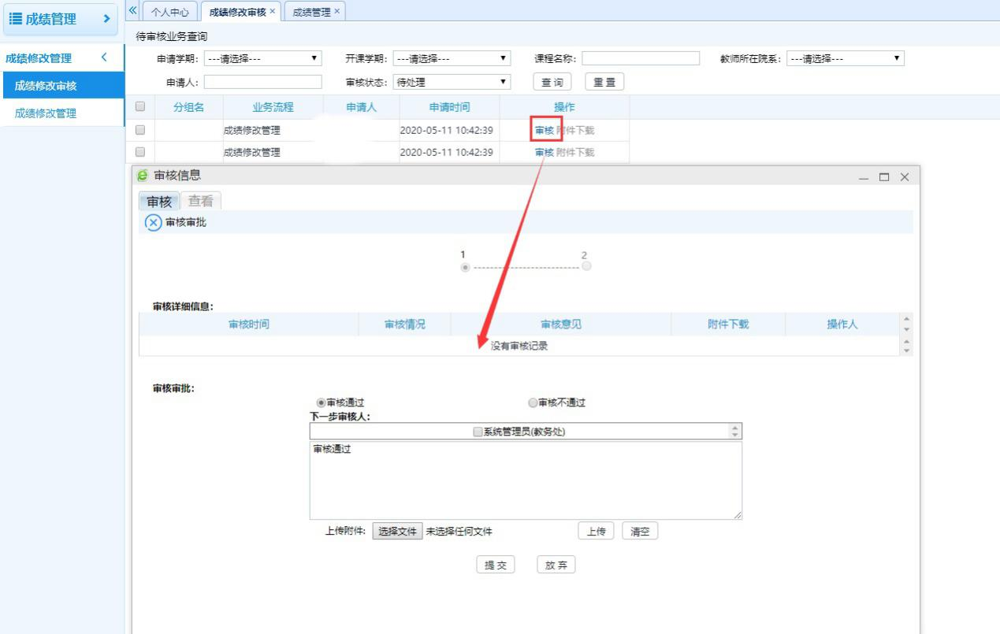 成绩管理
个人中心 成绩修改审核 × 成绩管理 ×
待审核业务查询
成绩修改管理
申请学期: ---请选择--- 开课学期: ---请选择--- 课程名称: 教师所在院系: ---请选择---
成绩修改审核
申请人: 审核状态: 待处理 查 询 重 置
成绩修改管理
分组名 业务流程 申请人 申请时间 操作
成绩修改管理 2020-05-11 10:42:39 审核 附件下载
成绩修改管理 2020-05-11 10:42:39 审核 附件下载
审核信息
审核 查看
审核审批
1 2
审核详细信息:
审核时间 审核情况 审核意见 附件下载 操作人
没有审核记录
审核审批:
审核通过 审核不通过
下一步审核人:
系统管理员(教务处)
审核通过
上传附件: 选择文件 未选择任何文件 上传 清空
提 交 放 弃